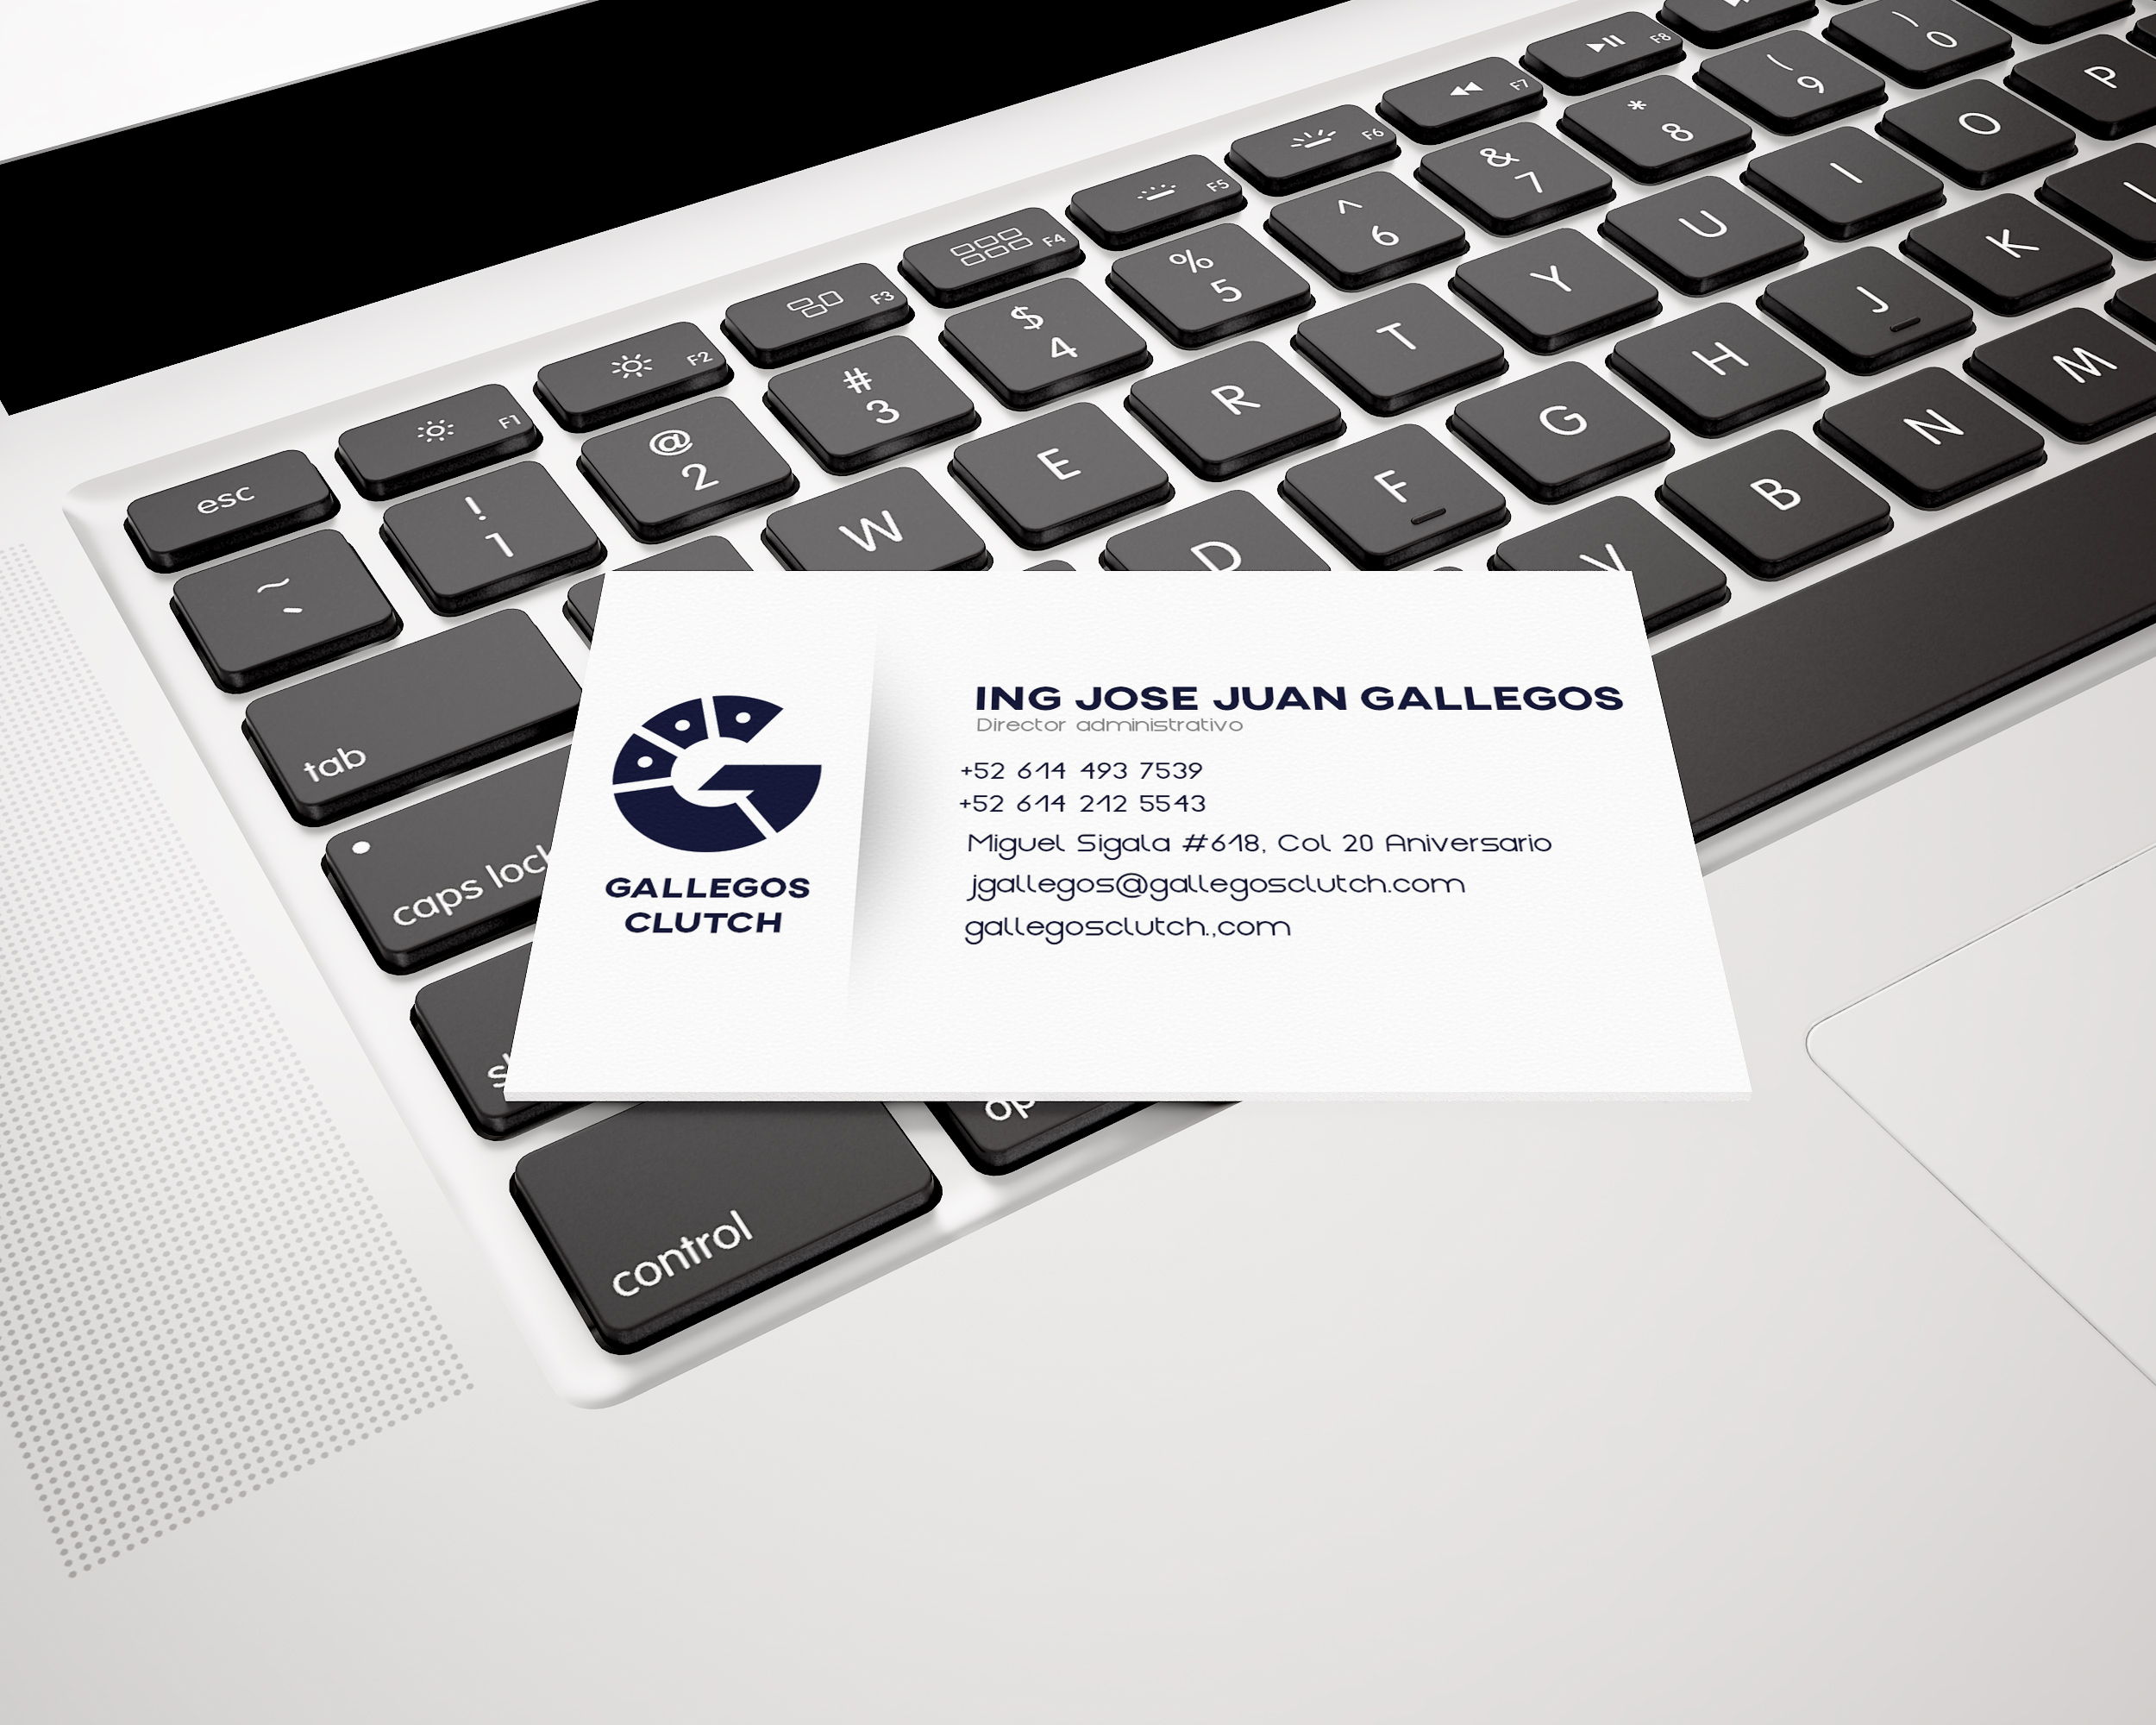 esc
F1
F2
F3
F4
F5
F6
F7
F8
~
`
!
1
@
2
#
3
$
4
%
5
^
6
&
7
*
8
(
9
)
0
tab
W
E
R
T
Y
U
I
O
P
caps lock
D
F
G
H
J
K
V
B
N
M
control
GALLEGOS
CLUTCH
ING JOSE JUAN GALLEGOS
Director administrativo
+52 614 493 7539
+52 614 212 5543
Miguel Sigala #618, Col 20 Aniversario
jgallegos@gallegosclutch.com
gallegosclutch.,com